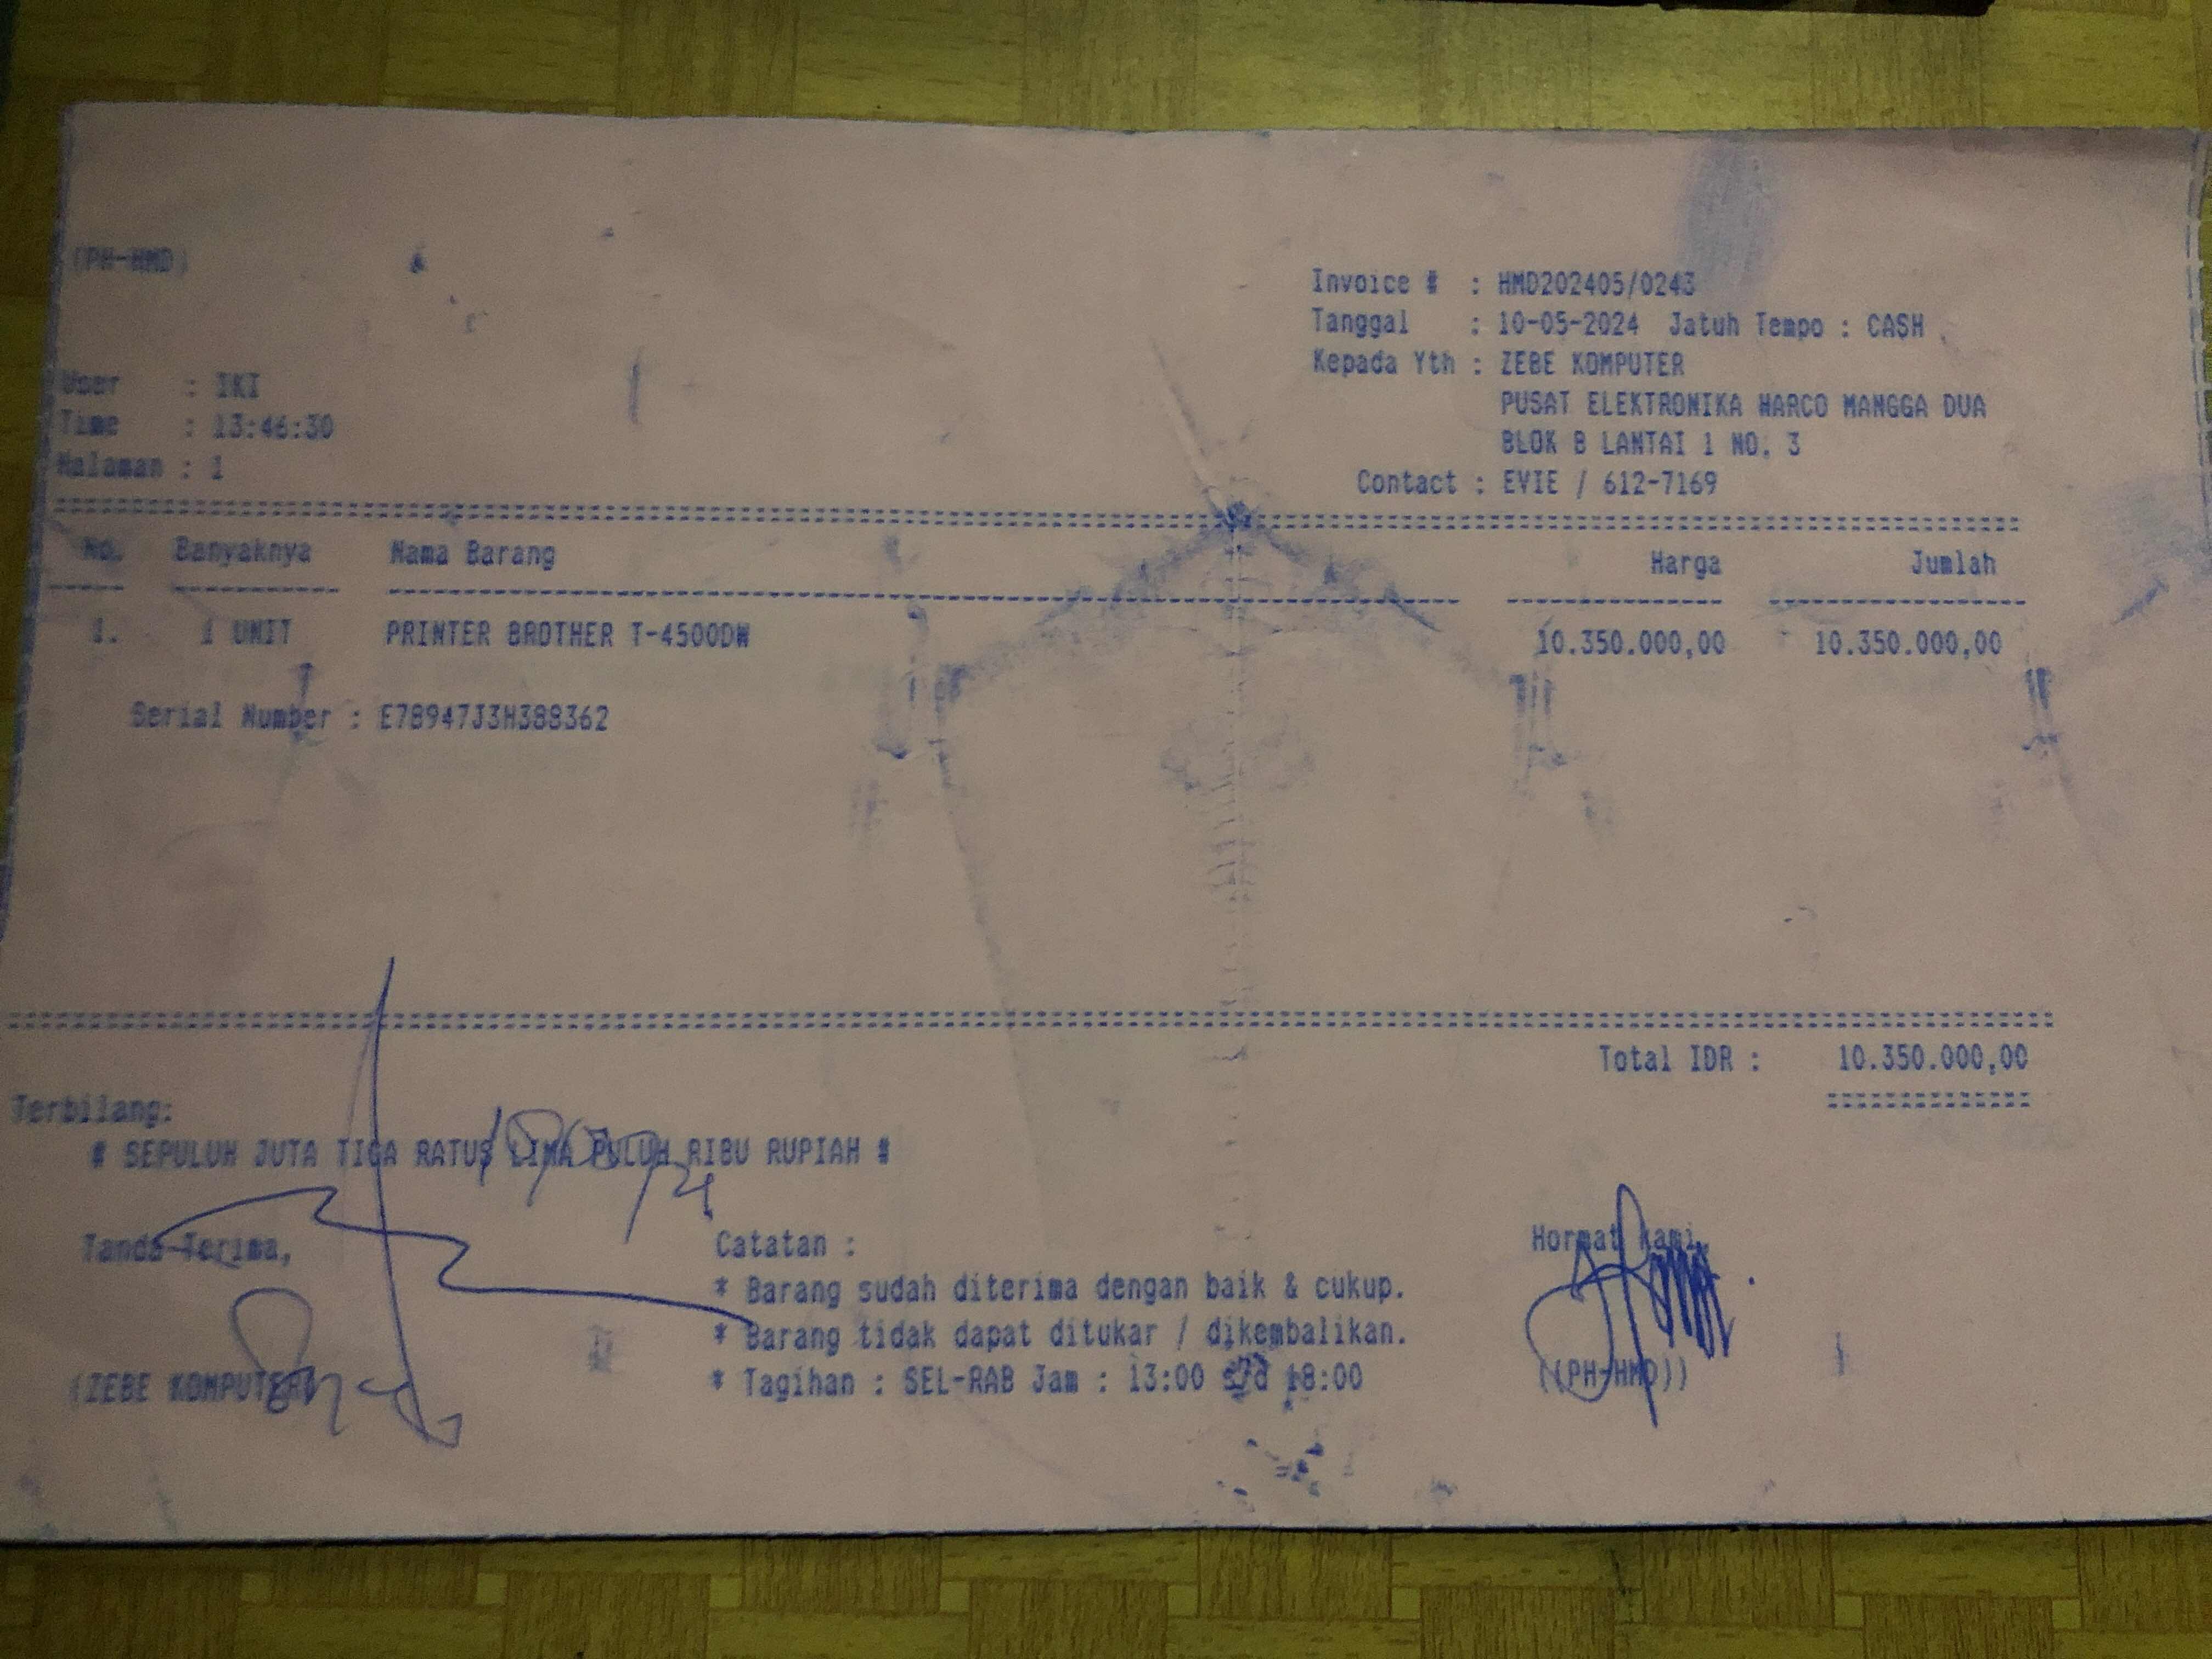 (PH-HMD)
Invoice # : HMD202405/0243
Tanggal : 10-05-2024 Jatuh Tempo : CASH
Kepada Yth : ZEBE KOMPUTER
PUSAT ELEKTRONIKA HARCO MANGGA DUA
BLOK B LANTAI 1 NO. 3
Contact : EVIE / 612-7169
User : IKI
Time : 13:46:30
Halaman : 1
No. Banyaknya Nama Barang Harga Jumlah
1. 1 UNIT PRINTER BROTHER T-4500DW 10.350.000,00 10.350.000,00
Serial Number : E78947J3H388362
Total IDR : 10.350.000,00
Terbilang:
# SEPULUH JUTA TIGA RATUS LIMA PULUH RIBU RUPIAH #
Tanda Terima,
(ZEBE KOMPUTER)
Catatan :
* Barang sudah diterima dengan baik & cukup.
* Barang tidak dapat ditukar / dikembalikan.
* Tagihan : SEL-RAB Jam : 13:00 s/d 18:00
Hormat kami,
((PH-HMD))